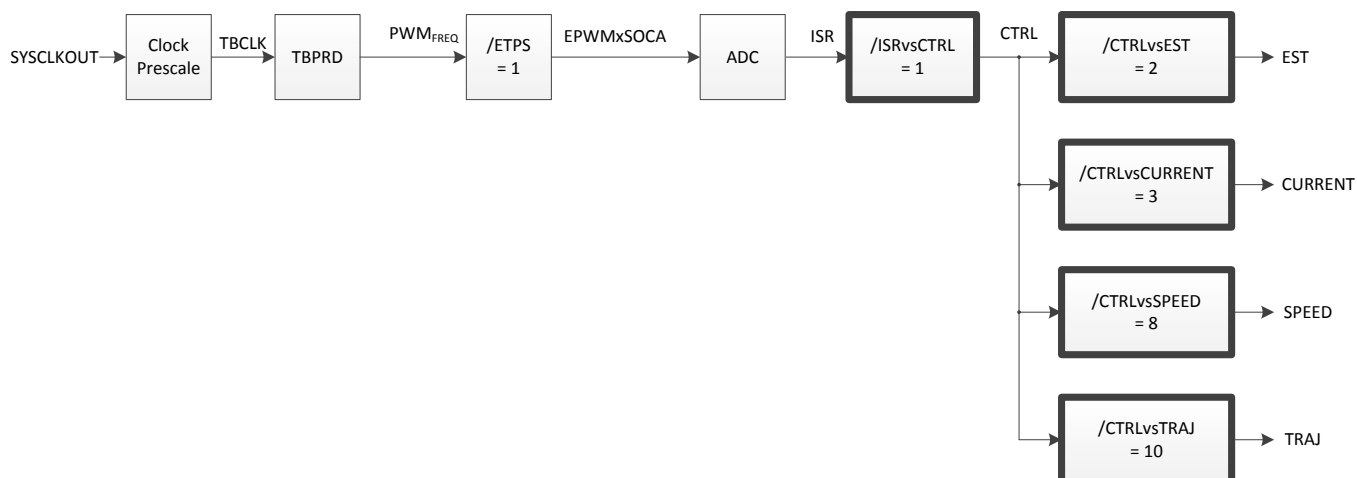 SYSCLKOUT
Clock
Prescale
TBCLK
TBPRD
PWMFREQ
/ETPS
= 1
EPWMxSOCA
ADC
ISR
/ISRvsCTRL
= 1
CTRL
/CTRLvsEST
= 2
EST
/CTRLvsCURRENT
= 3
CURRENT
/CTRLvsSPEED
= 8
SPEED
/CTRLvsTRAJ
= 10
TRAJ